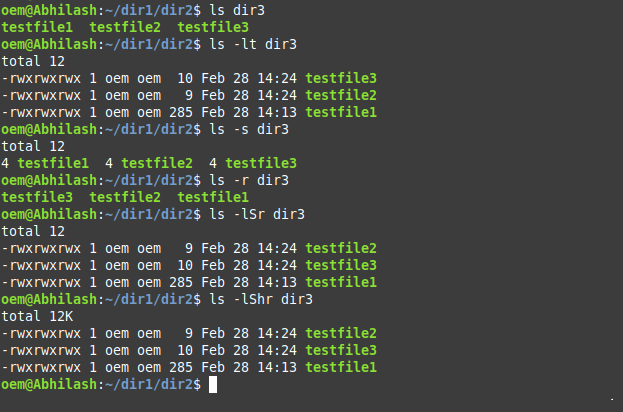 oem@Abhilash:~/dir1/dir2$ ls dir3
testfile1  testfile2  testfile3
oem@Abhilash:~/dir1/dir2$ ls -lt dir3
total 12
-rwxrwxrwx 1 oem oem  10 Feb 28 14:24 testfile3
-rwxrwxrwx 1 oem oem   9 Feb 28 14:24 testfile2
-rwxrwxrwx 1 oem oem 285 Feb 28 14:13 testfile1
oem@Abhilash:~/dir1/dir2$ ls -s dir3
total 12
4 testfile1  4 testfile2  4 testfile3
oem@Abhilash:~/dir1/dir2$ ls -r dir3
testfile3  testfile2  testfile1
oem@Abhilash:~/dir1/dir2$ ls -lSr dir3
total 12
-rwxrwxrwx 1 oem oem   9 Feb 28 14:24 testfile2
-rwxrwxrwx 1 oem oem  10 Feb 28 14:24 testfile3
-rwxrwxrwx 1 oem oem 285 Feb 28 14:13 testfile1
oem@Abhilash:~/dir1/dir2$ ls -lShr dir3
total 12K
-rwxrwxrwx 1 oem oem   9 Feb 28 14:24 testfile2
-rwxrwxrwx 1 oem oem  10 Feb 28 14:24 testfile3
-rwxrwxrwx 1 oem oem 285 Feb 28 14:13 testfile1
oem@Abhilash:~/dir1/dir2$